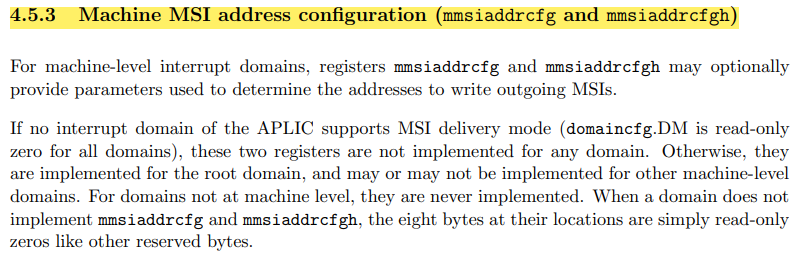 4.5.3 Machine MSI address configuration (mmsiaddrcfg and mmsiaddrcfgh)
For machine-level interrupt domains, registers mmsiaddrcfg and mmsiaddrcfgh may optionally
provide parameters used to determine the addresses to write outgoing MSIs.
If no interrupt domain of the APLIC supports MSI delivery mode (domaincfg.DM is read-only
zero for all domains), these two registers are not implemented for any domain. Otherwise, they
are implemented for the root domain, and may or may not be implemented for other machine-level
domains. For domains not at machine level, they are never implemented. When a domain does not
implement mmsiaddrcfg and mmsiaddrcfgh, the eight bytes at their locations are simply read-only
zeros like other reserved bytes.